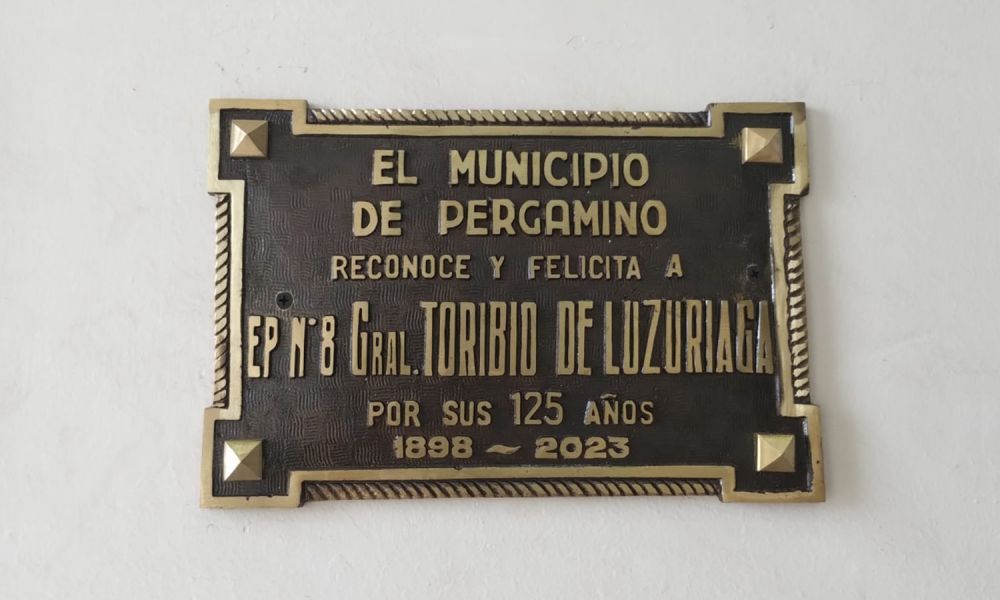 EL MUNICIPIO
DE PERGAMINO
RECONOCE Y FELICITA A
EP N°8 GRAL. TORIBIO DE LUZURIAGA
POR SUS 125 AÑOS
1898 ~ 2023